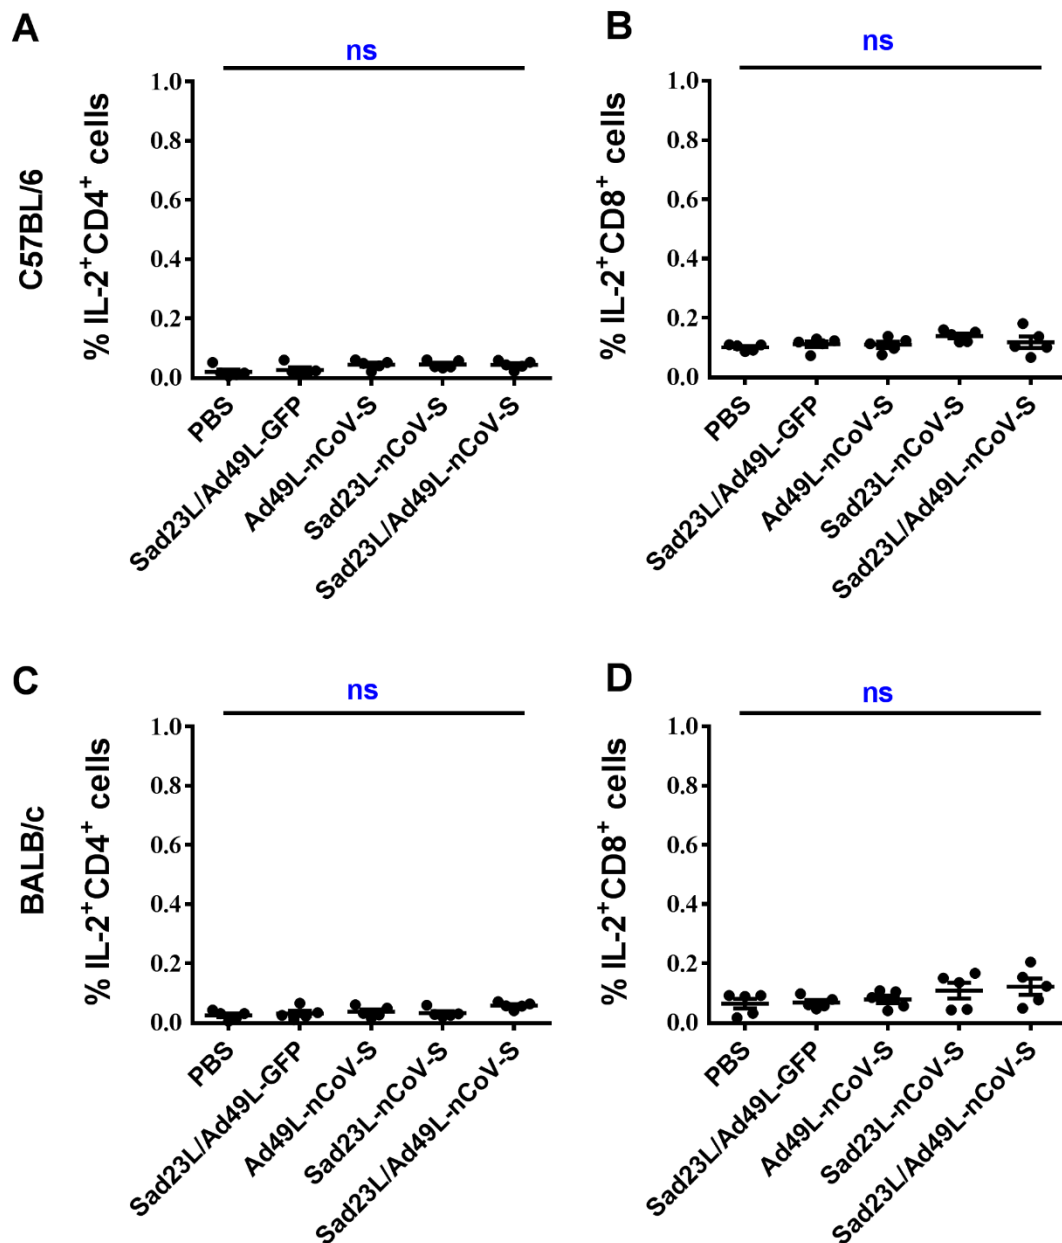 A
ns
C57BL/6
% IL-2⁺CD4⁺ cells
1.0
0.8
0.6
0.4
0.2
0.0
PBS
Sad23L/Ad49L-GFP
Ad49L-nCoV-S
Sad23L-nCoV-S
Sad23L/Ad49L-nCoV-S
B
ns
% IL-2⁺CD8⁺ cells
1.0
0.8
0.6
0.4
0.2
0.0
PBS
Sad23L/Ad49L-GFP
Ad49L-nCoV-S
Sad23L-nCoV-S
Sad23L/Ad49L-nCoV-S
C
ns
BALB/c
% IL-2⁺CD4⁺ cells
1.0
0.8
0.6
0.4
0.2
0.0
PBS
Sad23L/Ad49L-GFP
Ad49L-nCoV-S
Sad23L-nCoV-S
Sad23L/Ad49L-nCoV-S
D
ns
% IL-2⁺CD8⁺ cells
1.0
0.8
0.6
0.4
0.2
0.0
PBS
Sad23L/Ad49L-GFP
Ad49L-nCoV-S
Sad23L-nCoV-S
Sad23L/Ad49L-nCoV-S